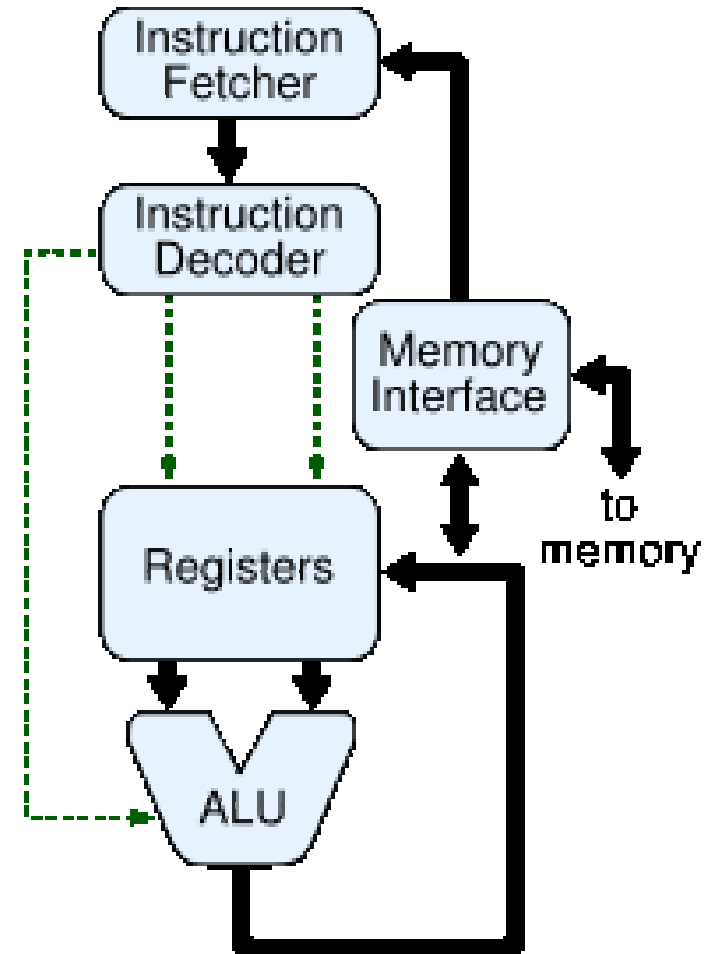 Instruction
Fetcher
Instruction
Decoder
Memory
Interface
to
memory
Registers
ALU